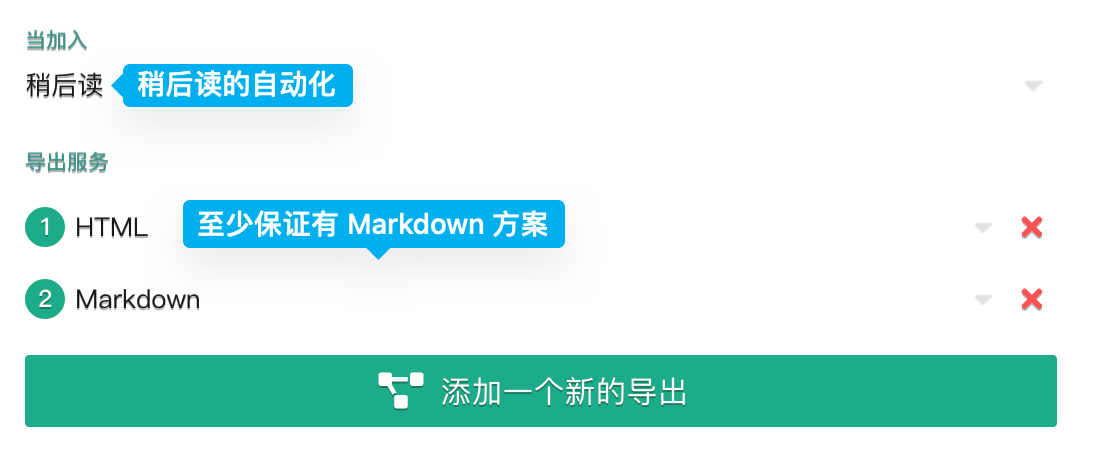 当加入
稍后读
稍后读的自动化
导出服务
1 HTML
至少保证有 Markdown 方案
2 Markdown
添加一个新的导出